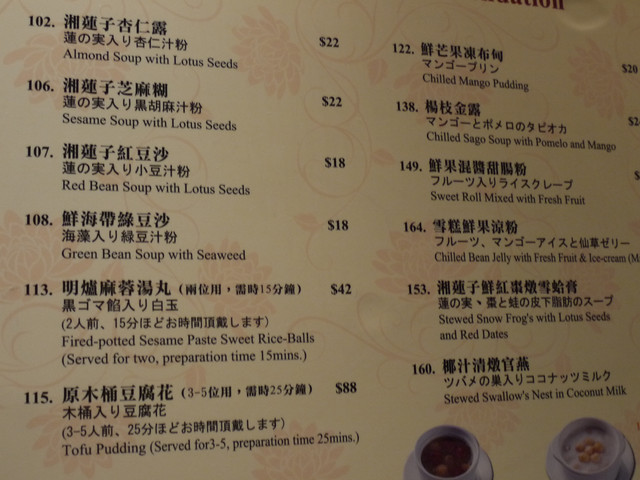 dation
102. 湘蓮子杏仁露
蓮の実入り杏仁汁粉 $22
Almond Soup with Lotus Seeds
106. 湘蓮子芝麻糊
蓮の実入り黒胡麻汁粉 $22
Sesame Soup with Lotus Seeds
107. 湘蓮子紅豆沙
蓮の実入り小豆汁粉 $18
Red Bean Soup with Lotus Seeds
108. 鮮海帶綠豆沙
海藻入り緑豆汁粉 $18
Green Bean Soup with Seaweed
113. 明爐麻蓉湯丸 (兩位用,需時15分鐘) $42
黒ゴマ餡入り白玉
(2人前、15分ほどお時間頂戴します)
Fired-potted Sesame Paste Sweet Rice-Balls
(Served for two, preparation time 15mins.)
115. 原木桶豆腐花 (3-5位用,需時25分鐘) $88
木桶入り豆腐花
(3-5人前、25分ほどお時間頂戴します)
Tofu Pudding (Served for3-5, preparation time 25mins.)
122. 鮮芒果凍布甸
マンゴープリン $20
Chilled Mango Pudding
138. 楊枝金露
マンゴーとポメロのタピオカ
Chilled Sago Soup with Pomelo and Mango
149. 鮮果混醬甜腸粉
フルーツ入りライスクレープ
Sweet Roll Mixed with Fresh Fruit
164. 雪糕鮮果涼粉
フルーツ、マンゴーアイスと仙草ゼリー
Chilled Bean Jelly with Fresh Fruit & Ice-cream (M
153. 湘蓮子鮮紅棗燉雪蛤膏
蓮の実、棗と蛙の皮下脂肪のスープ
Stewed Snow Frog's with Lotus Seeds
and Red Dates
160. 椰汁清燉官燕
ツバメの巣入りココナッツミルク
Stewed Swallow's Nest in Coconut Milk